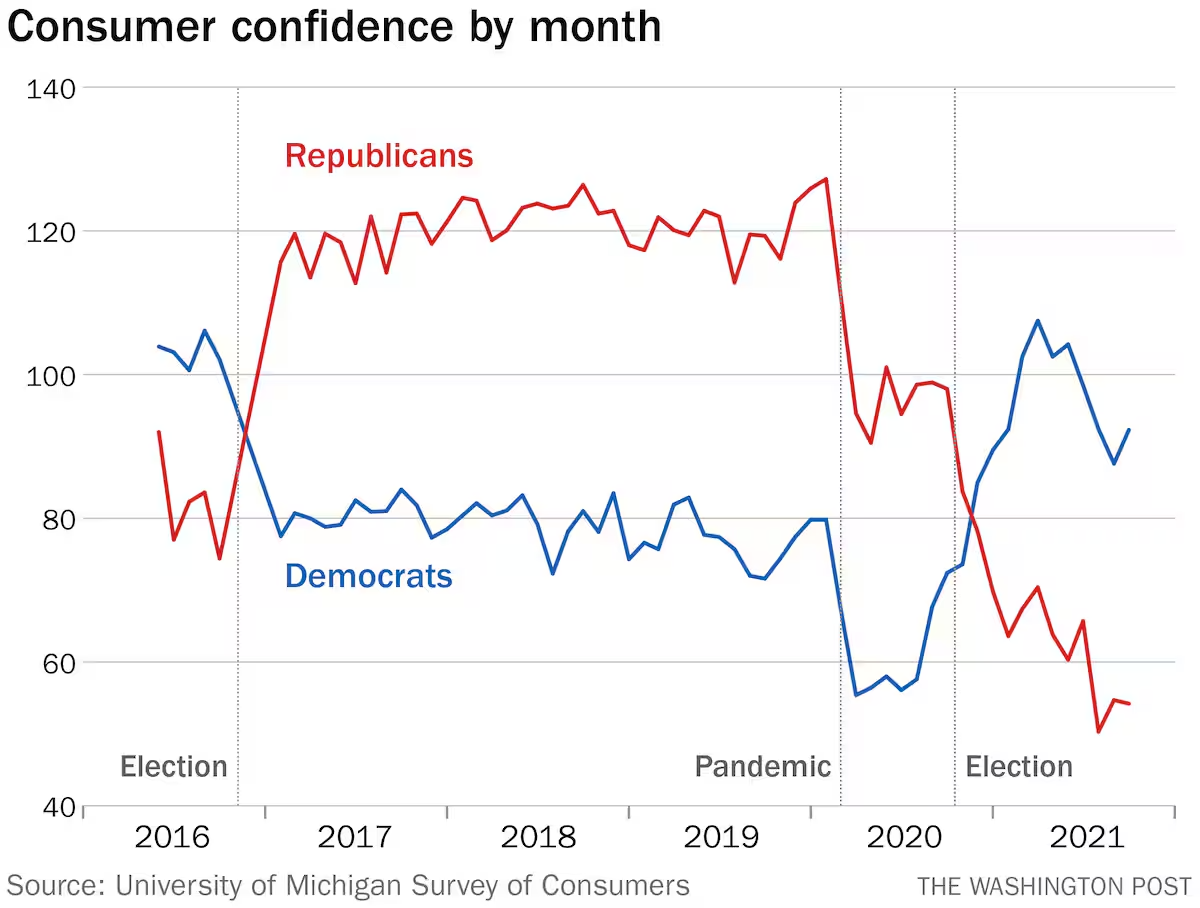 Consumer confidence by month
140
Republicans
120
100
80
Democrats
60
Election
Pandemic
Election
40
2016 2017 2018 2019 2020 2021
Source: University of Michigan Survey of Consumers
THE WASHINGTON POST